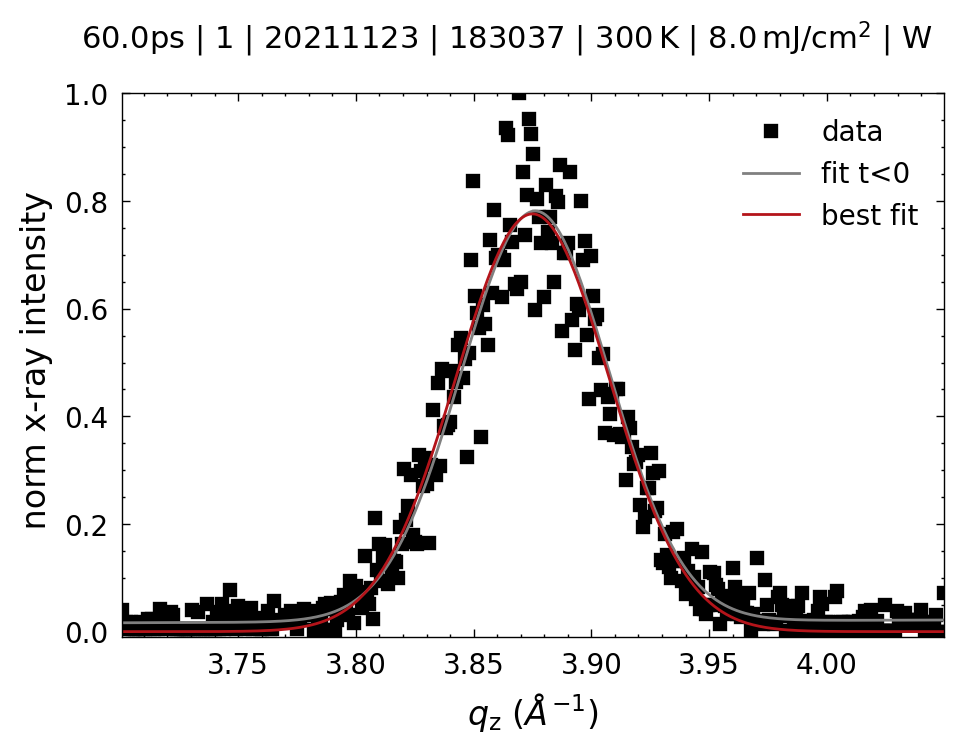 60.0ps | 1 | 20211123 | 183037 | 300 K | 8.0 mJ/cm² | W
1.0
0.8
0.6
0.4
0.2
0.0
norm x-ray intensity
data
fit t<0
best fit
3.75 3.80 3.85 3.90 3.95 4.00
q_z (Å⁻¹)